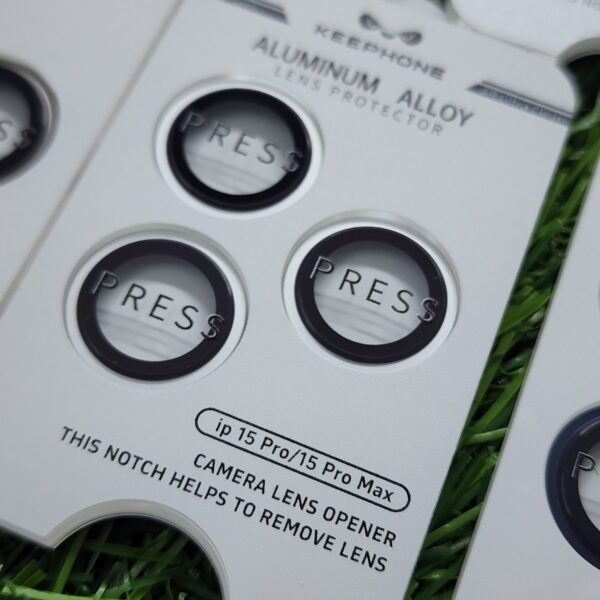 KEEPHONE
ALUMINUM ALLOY
LENS PROTECTOR
PRESS
PRESS
PRESS
PRESS
ip 15 Pro/15 Pro Max
CAMERA LENS OPENER
THIS NOTCH HELPS TO REMOVE LENS